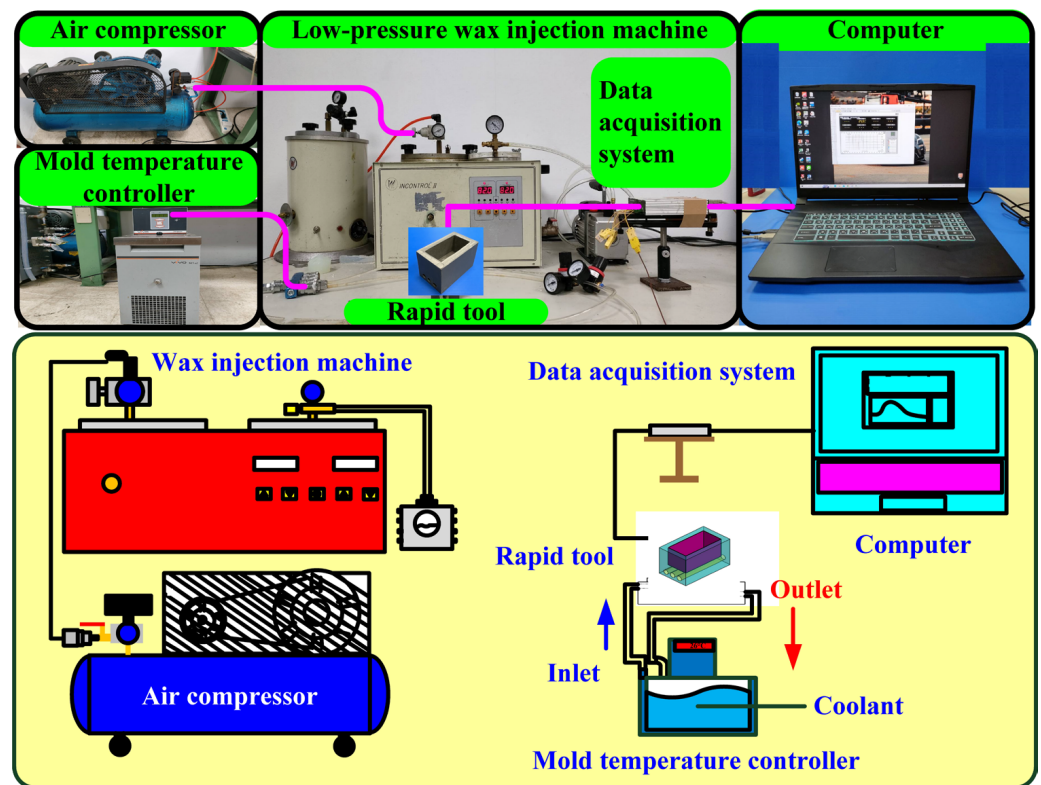 Air compressor
Low-pressure wax injection machine
Computer
Data
acquisition
system
Mold temperature
controller
INCONTROL II
Rapid tool
Wax injection machine
Data acquisition system
Rapid tool
Computer
Outlet
Inlet
Air compressor
Coolant
Mold temperature controller